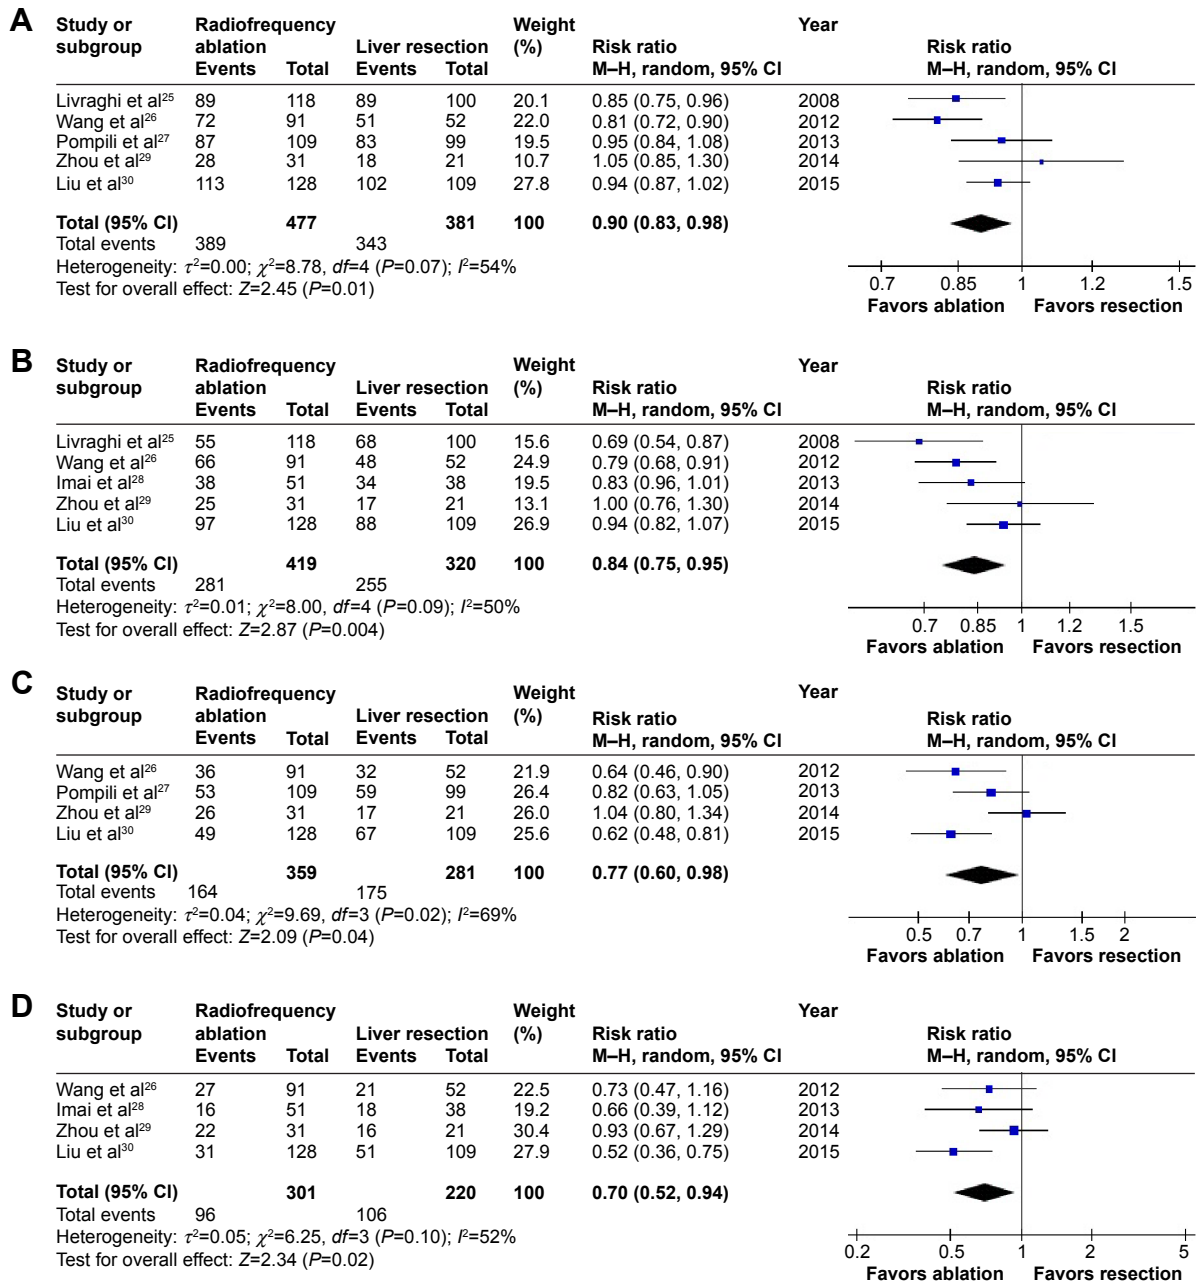 A
Study or subgroup Radiofrequency ablation Liver resection Weight (%) Risk ratio M–H, random, 95% CI Year Risk ratio M–H, random, 95% CI
Events Total Events Total
Livraghi et al25 89 118 89 100 20.1 0.85 (0.75, 0.96) 2008
Wang et al26 72 91 51 52 22.0 0.81 (0.72, 0.90) 2012
Pompili et al27 87 109 83 99 19.5 0.95 (0.84, 1.08) 2013
Zhou et al29 28 31 18 21 10.7 1.05 (0.85, 1.30) 2014
Liu et al30 113 128 102 109 27.8 0.94 (0.87, 1.02) 2015
Total (95% CI) 477 381 100 0.90 (0.83, 0.98)
Total events 389 343
Heterogeneity: τ²=0.00; χ²=8.78, df=4 (P=0.07); I²=54%
Test for overall effect: Z=2.45 (P=0.01)
0.7 0.85 1 1.2 1.5
Favors ablation Favors resection
B
Study or subgroup Radiofrequency ablation Liver resection Weight (%) Risk ratio M–H, random, 95% CI Year Risk ratio M–H, random, 95% CI
Events Total Events Total
Livraghi et al25 55 118 68 100 15.6 0.69 (0.54, 0.87) 2008
Wang et al26 66 91 48 52 24.9 0.79 (0.68, 0.91) 2012
Imai et al28 38 51 34 38 19.5 0.83 (0.96, 1.01) 2013
Zhou et al29 25 31 17 21 13.1 1.00 (0.76, 1.30) 2014
Liu et al30 97 128 88 109 26.9 0.94 (0.82, 1.07) 2015
Total (95% CI) 419 320 100 0.84 (0.75, 0.95)
Total events 281 255
Heterogeneity: τ²=0.01; χ²=8.00, df=4 (P=0.09); I²=50%
Test for overall effect: Z=2.87 (P=0.004)
0.7 0.85 1 1.2 1.5
Favors ablation Favors resection
C
Study or subgroup Radiofrequency ablation Liver resection Weight (%) Risk ratio M–H, random, 95% CI Year Risk ratio M–H, random, 95% CI
Events Total Events Total
Wang et al26 36 91 32 52 21.9 0.64 (0.46, 0.90) 2012
Pompili et al27 53 109 59 99 26.4 0.82 (0.63, 1.05) 2013
Zhou et al29 26 31 17 21 26.0 1.04 (0.80, 1.34) 2014
Liu et al30 49 128 67 109 25.6 0.62 (0.48, 0.81) 2015
Total (95% CI) 359 281 100 0.77 (0.60, 0.98)
Total events 164 175
Heterogeneity: τ²=0.04; χ²=9.69, df=3 (P=0.02); I²=69%
Test for overall effect: Z=2.09 (P=0.04)
0.5 0.7 1 1.5 2
Favors ablation Favors resection
D
Study or subgroup Radiofrequency ablation Liver resection Weight (%) Risk ratio M–H, random, 95% CI Year Risk ratio M–H, random, 95% CI
Events Total Events Total
Wang et al26 27 91 21 52 22.5 0.73 (0.47, 1.16) 2012
Imai et al28 16 51 18 38 19.2 0.66 (0.39, 1.12) 2013
Zhou et al29 22 31 16 21 30.4 0.93 (0.67, 1.29) 2014
Liu et al30 31 128 51 109 27.9 0.52 (0.36, 0.75) 2015
Total (95% CI) 301 220 100 0.70 (0.52, 0.94)
Total events 96 106
Heterogeneity: τ²=0.05; χ²=6.25, df=3 (P=0.10); I²=52%
Test for overall effect: Z=2.34 (P=0.02)
0.2 0.5 1 2 5
Favors ablation Favors resection